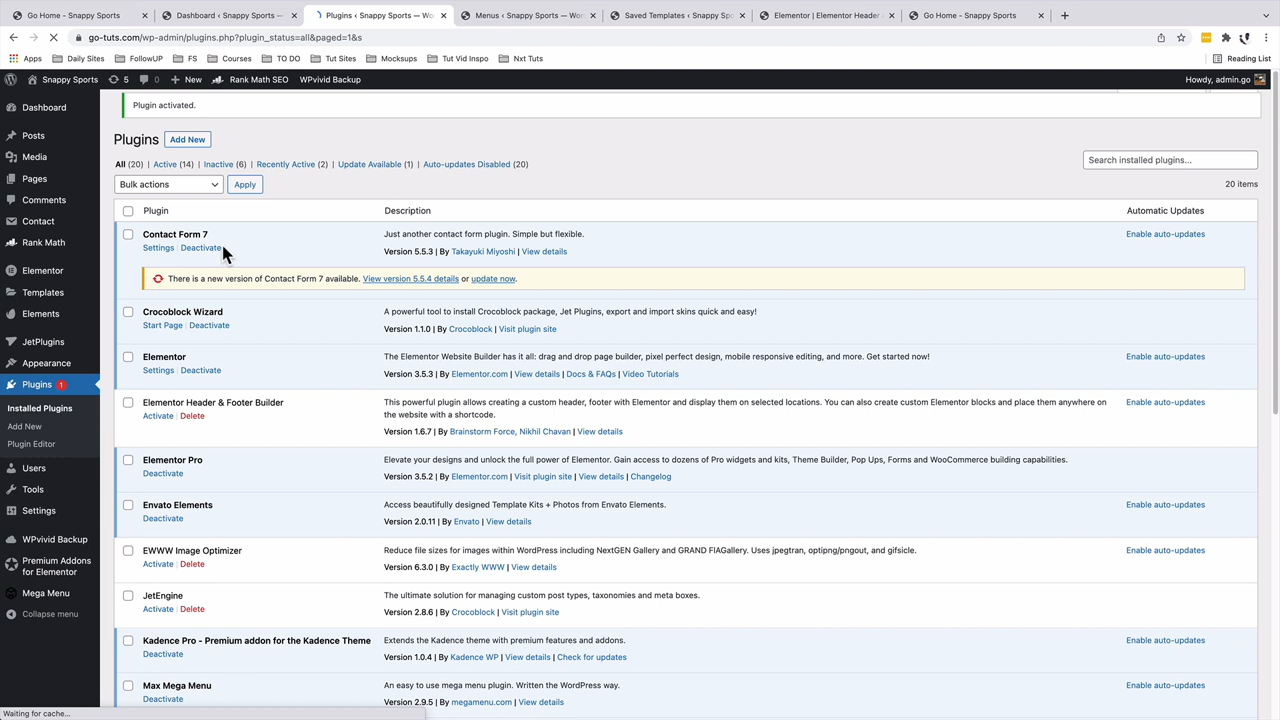 Go Home - Snappy Sports
Dashboard ‹ Snappy Sports —
Plugins ‹ Snappy Sports — Wo
Menus ‹ Snappy Sports — Wor
Saved Templates ‹ Snappy Sp
Elementor | Elementor Header
Go Home - Snappy Sports
go-tuts.com/wp-admin/plugins.php?plugin_status=all&paged=1&s
Apps Daily Sites FollowUP FS Courses TO DO Tut Sites Mockups Tut Vid Inspo Nxt Tuts Reading List
Snappy Sports 5 0 New Rank Math SEO WPvivid Backup Howdy, admin.go
Dashboard
Posts
Media
Pages
Comments
Contact
Rank Math
Elementor
Templates
Elements
JetPlugins
Appearance
Plugins 1
Installed Plugins
Add New
Plugin Editor
Users
Tools
Settings
WPvivid Backup
Premium Addons
for Elementor
Mega Menu
Collapse menu
Plugin activated.
Plugins Add New
All (20) | Active (14) | Inactive (6) | Recently Active (2) | Update Available (1) | Auto-updates Disabled (20)
Search installed plugins...
Bulk actions Apply
20 items
Plugin Description Automatic Updates
Contact Form 7 Just another contact form plugin. Simple but flexible. Enable auto-updates
Settings | Deactivate Version 5.5.3 | By Takayuki Miyoshi | View details
There is a new version of Contact Form 7 available. View version 5.5.4 details or update now.
Crocoblock Wizard A powerful tool to install Crocoblock package, Jet Plugins, export and import skins quick and easy!
Start Page | Deactivate Version 1.1.0 | By Crocoblock | Visit plugin site
Elementor The Elementor Website Builder has it all: drag and drop page builder, pixel perfect design, mobile responsive editing, and more. Get started now! Enable auto-updates
Settings | Deactivate Version 3.5.3 | By Elementor.com | View details | Docs & FAQs | Video Tutorials
Elementor Header & Footer Builder This powerful plugin allows creating a custom header, footer with Elementor and display them on selected locations. You can also create custom Elementor blocks and place them anywhere on Enable auto-updates
Activate | Delete the website with a shortcode.
Version 1.6.7 | By Brainstorm Force, Nikhil Chavan | View details
Elementor Pro Elevate your designs and unlock the full power of Elementor. Gain access to dozens of Pro widgets and kits, Theme Builder, Pop Ups, Forms and WooCommerce building capabilities. Enable auto-updates
Deactivate Version 3.5.2 | By Elementor.com | Visit plugin site | View details | Changelog
Envato Elements Access beautifully designed Template Kits + Photos from Envato Elements. Enable auto-updates
Deactivate Version 2.0.11 | By Envato | View details
EWWW Image Optimizer Reduce file sizes for images within WordPress including NextGEN Gallery and GRAND FlAGallery. Uses jpegtran, optipng/pngout, and gifsicle. Enable auto-updates
Activate | Delete Version 6.3.0 | By Exactly WWW | View details
JetEngine The ultimate solution for managing custom post types, taxonomies and meta boxes.
Activate | Delete Version 2.8.6 | By Crocoblock | Visit plugin site
Kadence Pro - Premium addon for the Kadence Theme Extends the Kadence theme with premium features and addons. Enable auto-updates
Deactivate Version 1.0.4 | By Kadence WP | View details | Check for updates
Max Mega Menu An easy to use mega menu plugin. Written the WordPress way. Enable auto-updates
Deactivate Version 2.9.5 | By megamenu.com | View details
Waiting for cache...